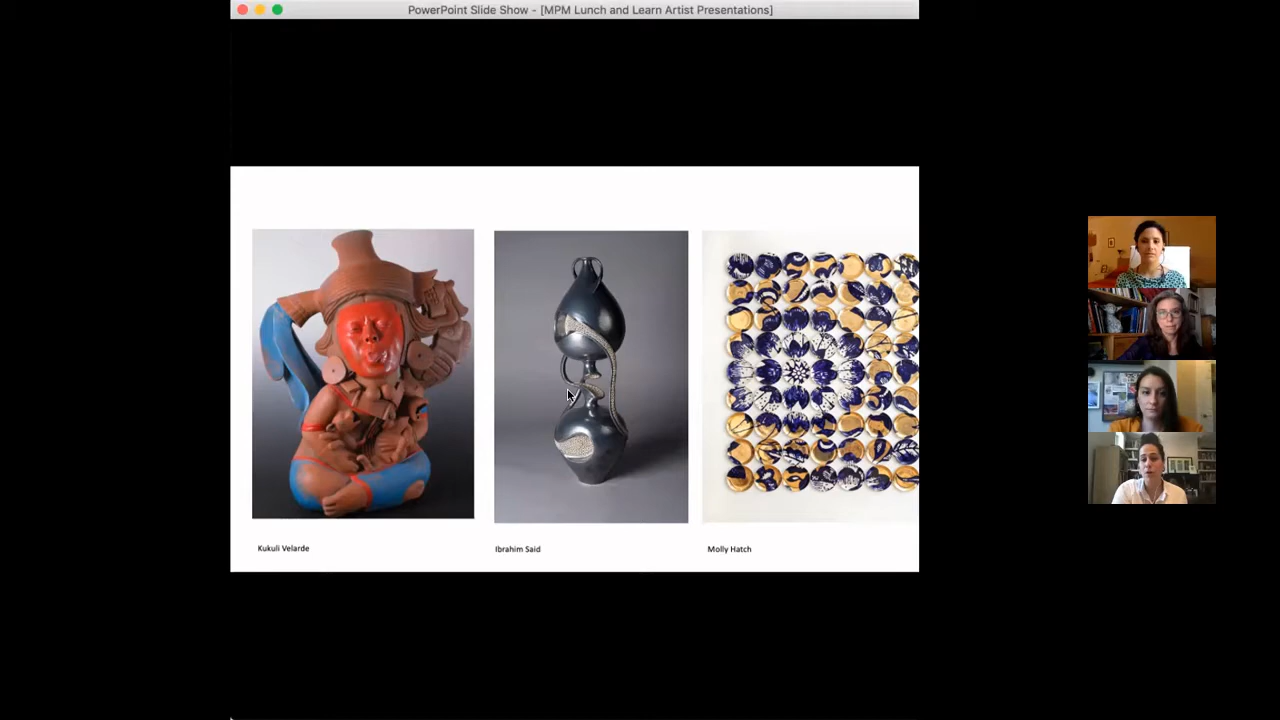 PowerPoint Slide Show - [MPM Lunch and Learn Artist Presentations]
Kukuli Velarde
Ibrahim Said
Molly Hatch